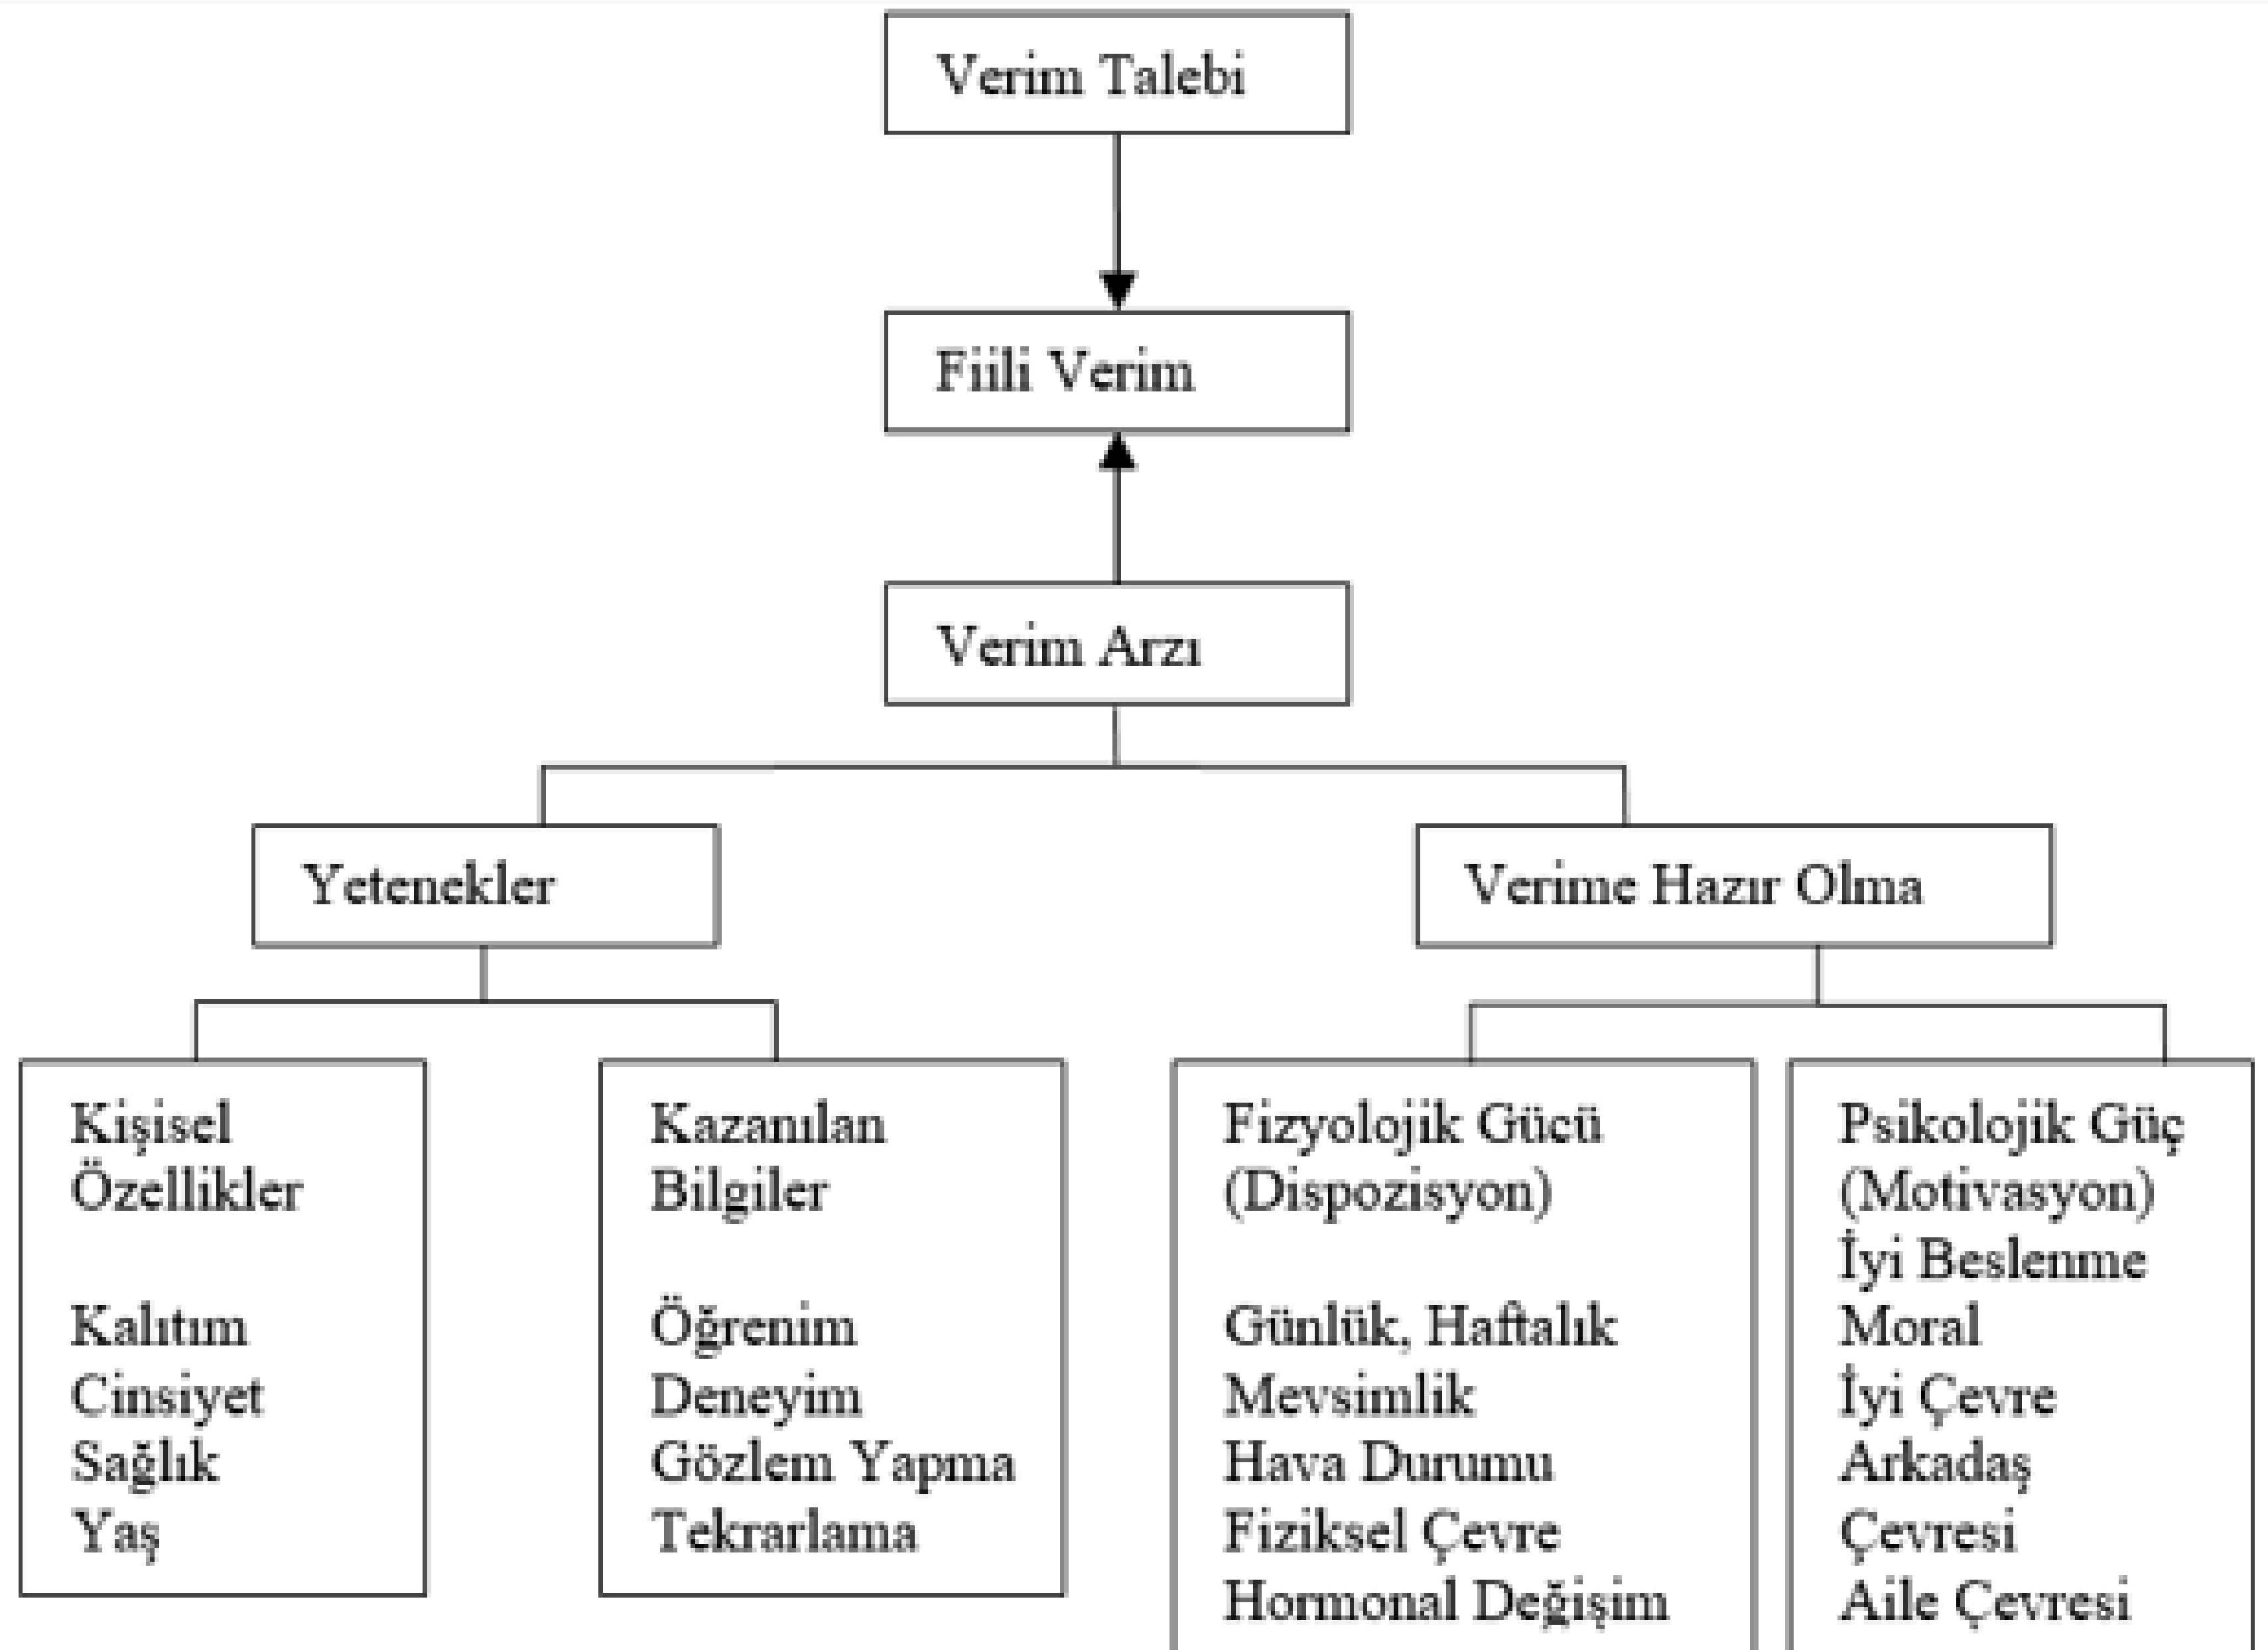 Verim Talebi
Fiili Verim
Verim Arzı
Yetenekler
Verime Hazır Olma
Kişisel
Özellikler
Kalıtım
Cinsiyet
Sağlık
Yaş
Kazanılan
Bilgiler
Öğrenim
Deneyim
Gözlem Yapma
Tekrarlama
Fizyolojik Gücü
(Dispozisyon)
Günlük, Haftalık
Mevsimlik
Hava Durumu
Fiziksel Çevre
Hormonal Değişim
Psikolojik Güç
(Motivasyon)
İyi Beslenme
Moral
İyi Çevre
Arkadaş
Çevresi
Aile Çevresi